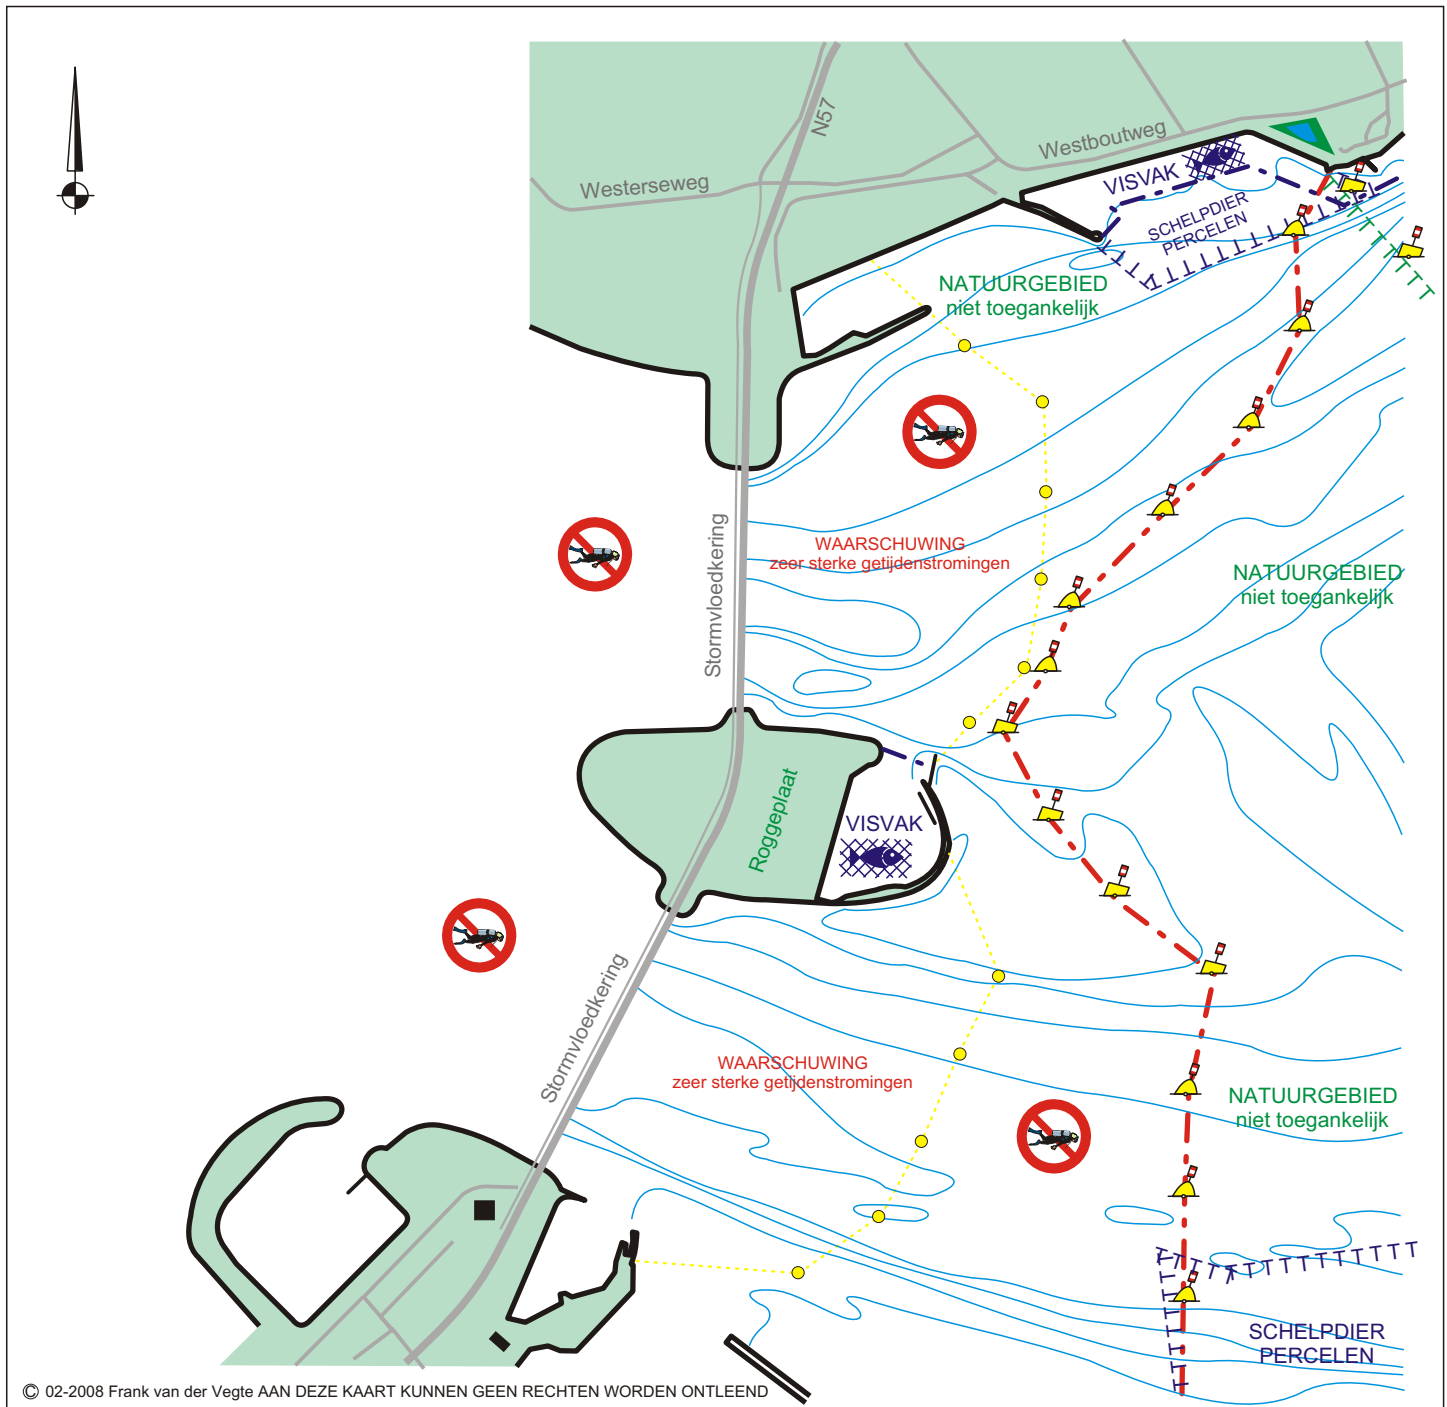 N57
Westboutweg
Westerseweg
VISVAK
SCHELPDIER
PERCELEN
NATUURGEBIED
niet toegankelijk
WAARSCHUWING
zeer sterke getijdenstromingen
Stormvloedkering
NATUURGEBIED
niet toegankelijk
Roggeplaat
VISVAK
Stormvloedkering
WAARSCHUWING
zeer sterke getijdenstromingen
NATUURGEBIED
niet toegankelijk
SCHELPDIER
PERCELEN
© 02-2008 Frank van der Vegte AAN DEZE KAART KUNNEN GEEN RECHTEN WORDEN ONTLEEND